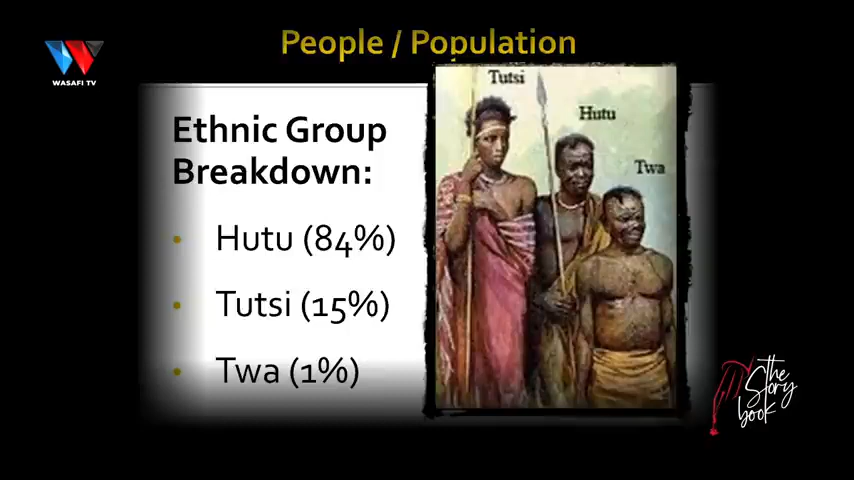 People / Population
WASAFI TV
Ethnic Group
Breakdown:
• Hutu (84%)
• Tutsi (15%)
• Twa (1%)
Tutsi
Hutu
Twa
the
Story
book